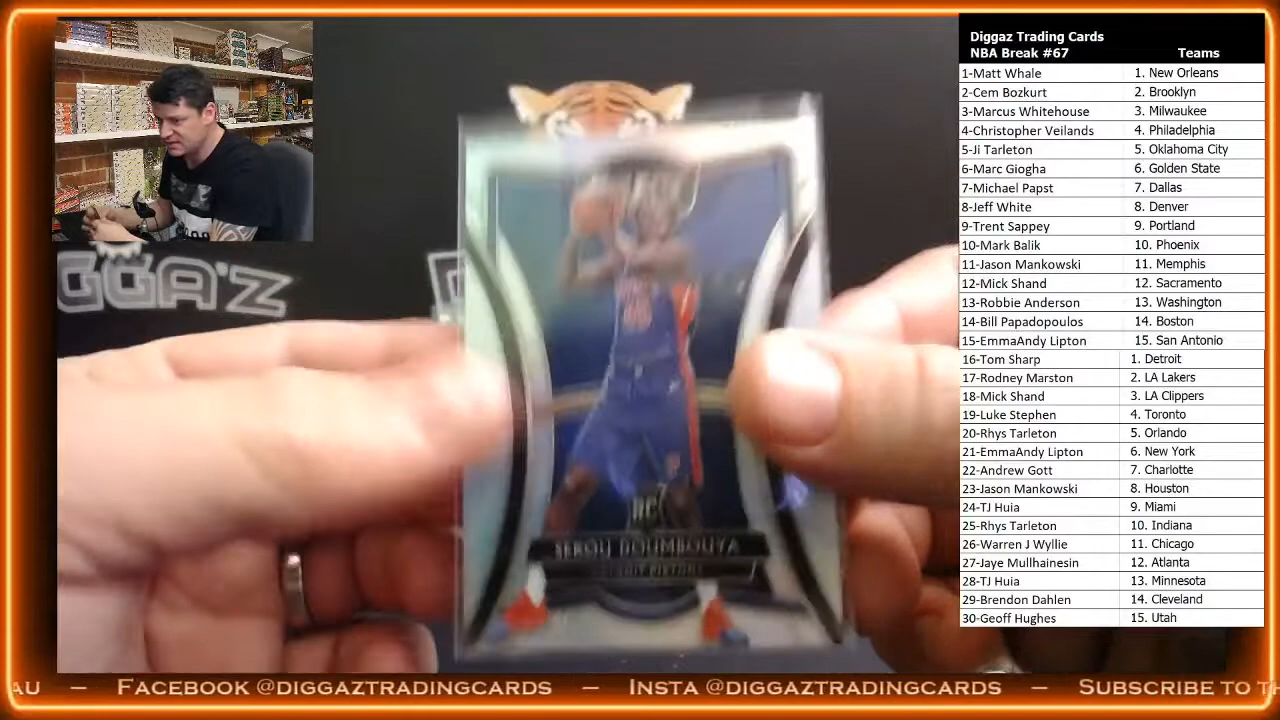 Diggaz Trading Cards
NBA Break #67 Teams
1-Matt Whale 1. New Orleans
2-Cem Bozkurt 2. Brooklyn
3-Marcus Whitehouse 3. Milwaukee
4-Christopher Veilands 4. Philadelphia
5-Ji Tarleton 5. Oklahoma City
6-Marc Giogha 6. Golden State
7-Michael Papst 7. Dallas
8-Jeff White 8. Denver
9-Trent Sappey 9. Portland
10-Mark Balik 10. Phoenix
11-Jason Mankowski 11. Memphis
12-Mick Shand 12. Sacramento
13-Robbie Anderson 13. Washington
14-Bill Papadopoulos 14. Boston
15-EmmaAndy Lipton 15. San Antonio
16-Tom Sharp 1. Detroit
17-Rodney Marston 2. LA Lakers
18-Mick Shand 3. LA Clippers
19-Luke Stephen 4. Toronto
20-Rhys Tarleton 5. Orlando
21-EmmaAndy Lipton 6. New York
22-Andrew Gott 7. Charlotte
23-Jason Mankowski 8. Houston
24-TJ Huia 9. Miami
25-Rhys Tarleton 10. Indiana
26-Warren J Wyllie 11. Chicago
27-Jaye Mullhainesin 12. Atlanta
28-TJ Huia 13. Minnesota
29-Brendon Dahlen 14. Cleveland
30-Geoff Hughes 15. Utah
GGA'Z
SEKOU DOUMBOUYA
AU — FACEBOOK @DIGGAZTRADINGCARDS — INSTA @DIGGAZTRADINGCARDS — SUBSCRIBE TO TH